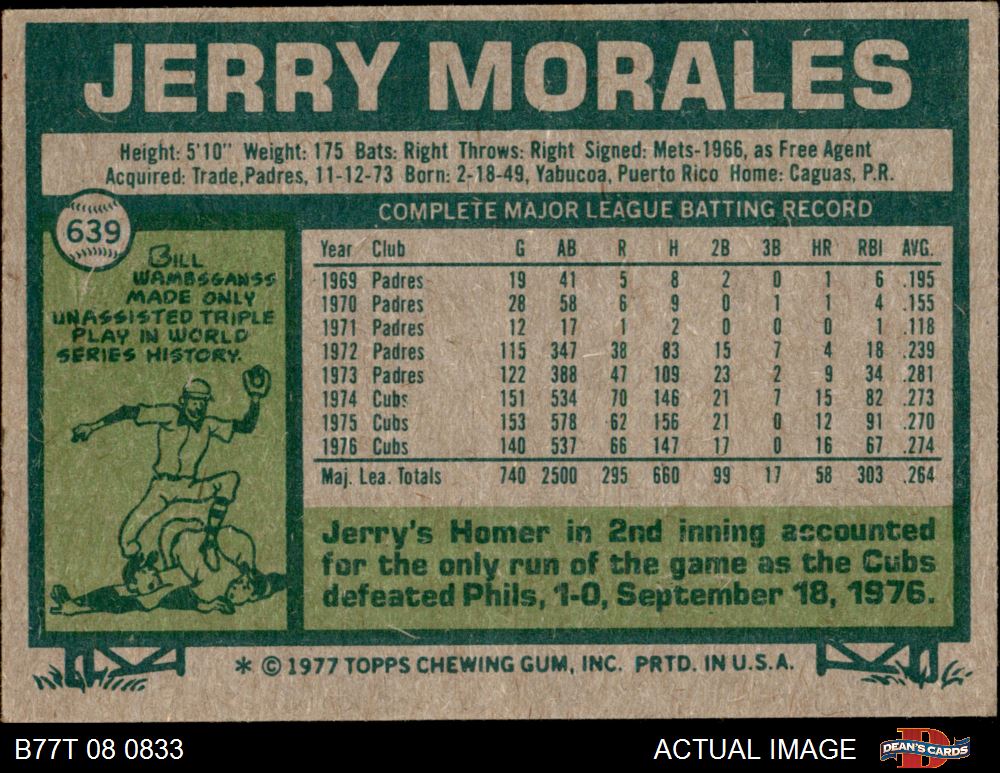 JERRY MORALES
Height: 5'10" Weight: 175 Bats: Right Throws: Right Signed: Mets-1966, as Free Agent
Acquired: Trade,Padres, 11-12-73 Born: 2-18-49, Yabucoa, Puerto Rico Home: Caguas, P.R.
639
BILL
WAMBSGANSS
MADE ONLY
UNASSISTED TRIPLE
PLAY IN WORLD
SERIES HISTORY.
COMPLETE MAJOR LEAGUE BATTING RECORD
Year Club G AB R H 2B 3B HR RBI AVG.
1969 Padres 19 41 5 8 2 0 1 6 .195
1970 Padres 28 58 6 9 0 1 1 4 .155
1971 Padres 12 17 1 2 0 0 0 1 .118
1972 Padres 115 347 38 83 15 7 4 18 .239
1973 Padres 122 388 47 109 23 2 9 34 .281
1974 Cubs 151 534 70 146 21 7 15 82 .273
1975 Cubs 153 578 62 156 21 0 12 91 .270
1976 Cubs 140 537 66 147 17 0 16 67 .274
Maj. Lea. Totals 740 2500 295 660 99 17 58 303 .264
Jerry's Homer in 2nd inning accounted
for the only run of the game as the Cubs
defeated Phils, 1-0, September 18, 1976.
* © 1977 TOPPS CHEWING GUM, INC. PRTD. IN U.S.A.
B77T 08 0833
ACTUAL IMAGE
DEAN'S CARDS